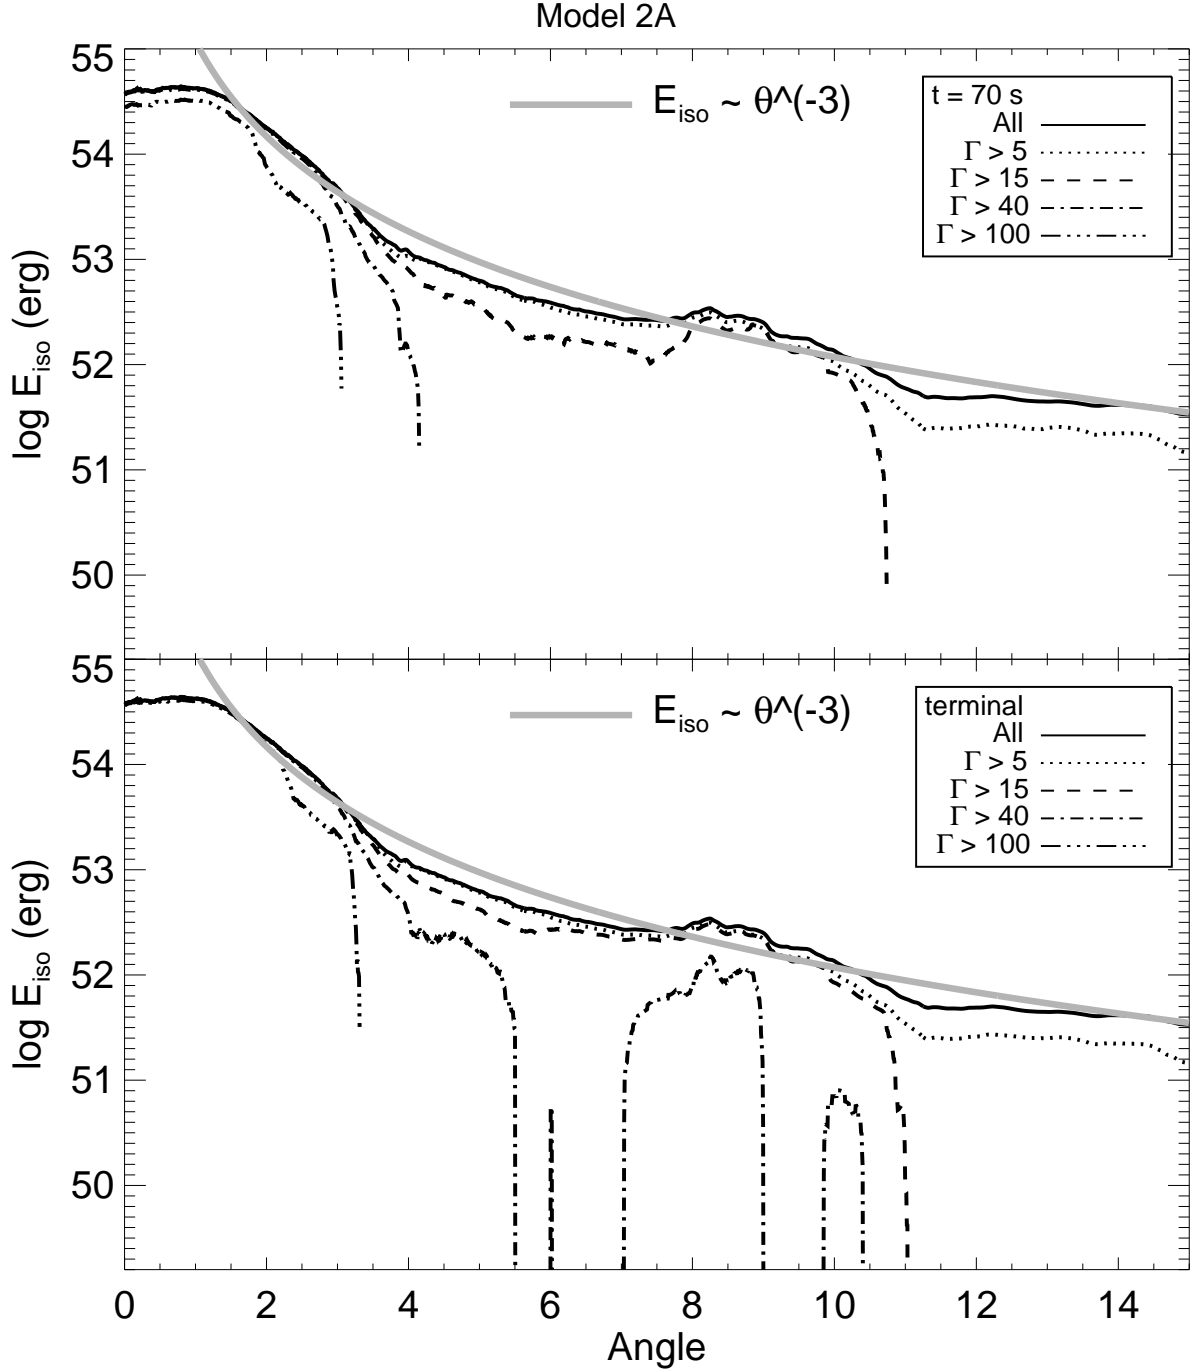 Model 2A
55
54
53
52
51
50
log E_iso (erg)
E_iso ~ θ^(-3)
t = 70 s
All
Γ > 5
Γ > 15
Γ > 40
Γ > 100
55
54
53
52
51
50
log E_iso (erg)
E_iso ~ θ^(-3)
terminal
All
Γ > 5
Γ > 15
Γ > 40
Γ > 100
0 2 4 6 8 10 12 14
Angle